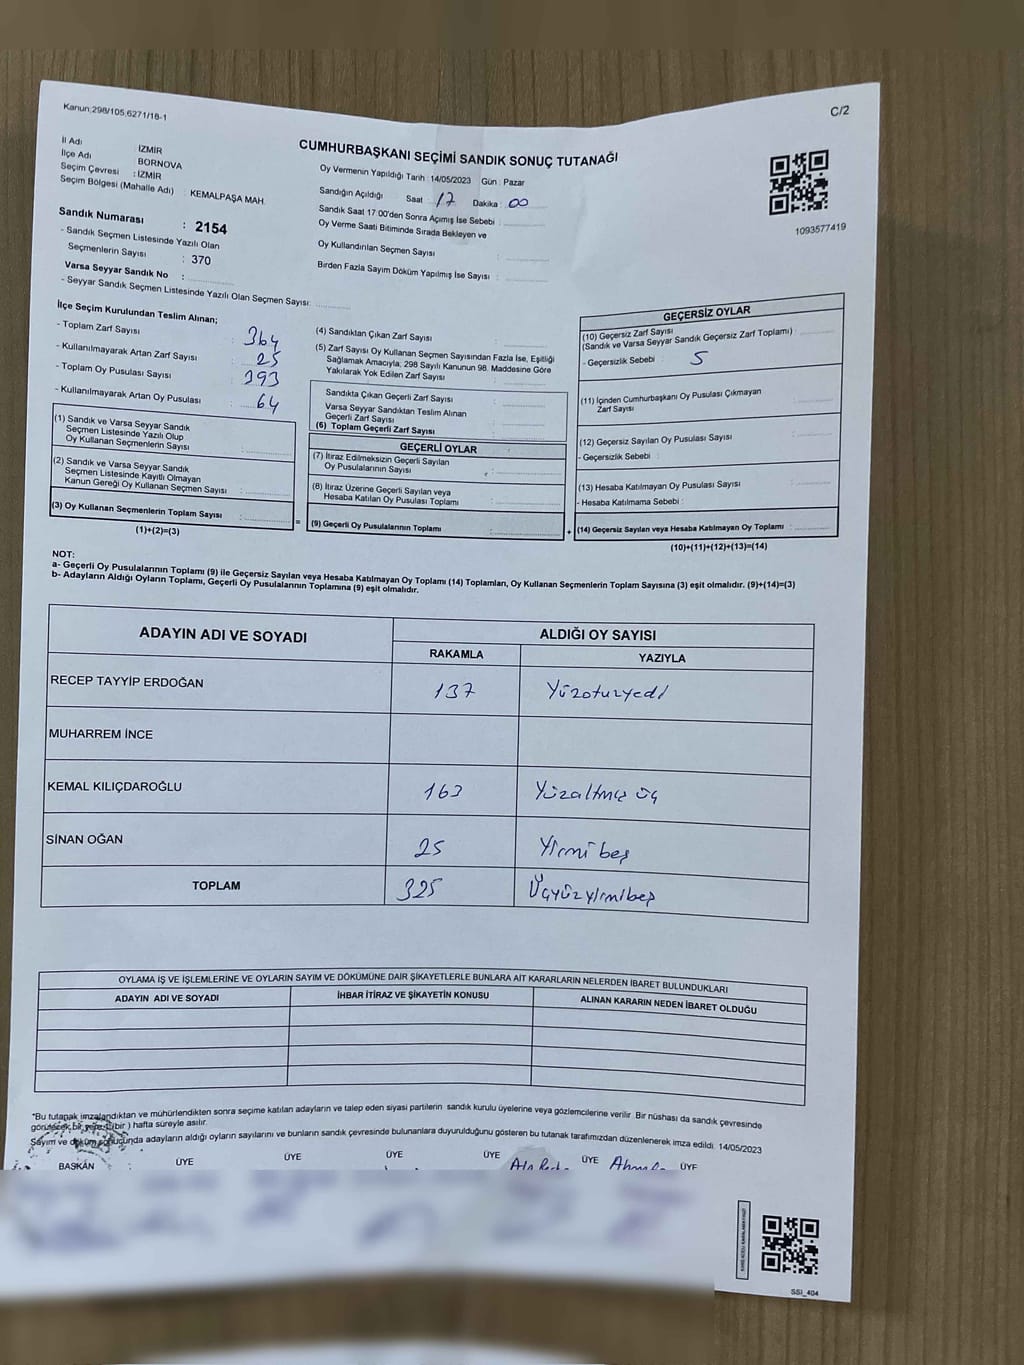 Kanun:298/105,6271/18-1
C/2
CUMHURBAŞKANI SEÇİMİ SANDIK SONUÇ TUTANAĞI
İl Adı : İZMİR
İlçe Adı : BORNOVA
Seçim Çevresi : İZMİR
Seçim Bölgesi (Mahalle Adı) : KEMALPAŞA MAH.
Sandık Numarası : 2154
- Sandık Seçmen Listesinde Yazılı Olan
Seçmenlerin Sayısı : 370
Varsa Seyyar Sandık No :
- Seyyar Sandık Seçmen Listesinde Yazılı Olan Seçmen Sayısı:
Oy Vermenin Yapıldığı Tarih : 14/05/2023 Gün : Pazar
Sandığın Açıldığı Saat 17 Dakika : 00
Sandık Saat 17.00'den Sonra Açımış İse Sebebi :
Oy Verme Saati Bitiminde Sırada Bekleyen ve
Oy Kullandırılan Seçmen Sayısı :
Birden Fazla Sayım Döküm Yapılmış İse Sayısı :
1093577419
İlçe Seçim Kurulundan Teslim Alınan;
- Toplam Zarf Sayısı : 364
- Kullanılmayarak Artan Zarf Sayısı : 25
- Toplam Oy Pusulası Sayısı : 393
- Kullanılmayarak Artan Oy Pusulası : 64
(1) Sandık ve Varsa Seyyar Sandık
Seçmen Listesinde Yazılı Olup
Oy Kullanan Seçmenlerin Sayısı :
(2) Sandık ve Varsa Seyyar Sandık
Seçmen Listesinde Kayıtlı Olmayan
Kanun Gereği Oy Kullanan Seçmen Sayısı :
(3) Oy Kullanan Seçmenlerin Toplam Sayısı :
(1)+(2)=(3)
=
(4) Sandıktan Çıkan Zarf Sayısı :
(5) Zarf Sayısı Oy Kullanan Seçmen Sayısından Fazla İse, Eşitliği
Sağlamak Amacıyla; 298 Sayılı Kanunun 98. Maddesine Göre
Yakılarak Yok Edilen Zarf Sayısı :
Sandıkta Çıkan Geçerli Zarf Sayısı :
Varsa Seyyar Sandıktan Teslim Alınan
Geçerli Zarf Sayısı :
(6) Toplam Geçerli Zarf Sayısı :
GEÇERLİ OYLAR
(7) İtiraz Edilmeksizin Geçerli Sayılan
Oy Pusulalarının Sayısı :
(8) İtiraz Üzerine Geçerli Sayılan veya
Hesaba Katılan Oy Pusulası Toplamı :
(9) Geçerli Oy Pusulalarının Toplamı :
+
GEÇERSİZ OYLAR
(10) Geçersiz Zarf Sayısı
(Sandık ve Varsa Seyyar Sandık Geçersiz Zarf Toplamı) :
- Geçersizlik Sebebi : 5
(11) İçinden Cumhurbaşkanı Oy Pusulası Çıkmayan
Zarf Sayısı :
(12) Geçersiz Sayılan Oy Pusulası Sayısı :
- Geçersizlik Sebebi :
(13) Hesaba Katılmayan Oy Pusulası Sayısı :
- Hesaba Katılmama Sebebi :
(14) Geçersiz Sayılan veya Hesaba Katılmayan Oy Toplamı :
(10)+(11)+(12)+(13)=(14)
NOT:
a- Geçerli Oy Pusulalarının Toplamı (9) ile Geçersiz Sayılan veya Hesaba Katılmayan Oy Toplamı (14) Toplamları, Oy Kullanan Seçmenlerin Toplam Sayısına (3) eşit olmalıdır. (9)+(14)=(3)
b- Adayların Aldığı Oyların Toplamı, Geçerli Oy Pusulalarının Toplamına (9) eşit olmalıdır.
ADAYIN ADI VE SOYADI ALDIĞI OY SAYISI
RAKAMLA YAZIYLA
RECEP TAYYİP ERDOĞAN 137 Yüzotuzyedi
MUHARREM İNCE
KEMAL KILIÇDAROĞLU 163 Yüzaltmış üç
SİNAN OĞAN 25 Yirmi beş
TOPLAM 325 Üçyüzyirmibeş
OYLAMA İŞ VE İŞLEMLERİNE VE OYLARIN SAYIM VE DÖKÜMÜNE DAİR ŞİKAYETLERLE BUNLARA AİT KARARLARIN NELERDEN İBARET BULUNDUKLARI
ADAYIN ADI VE SOYADI İHBAR İTİRAZ VE ŞİKAYETİN KONUSU ALINAN KARARIN NEDEN İBARET OLDUĞU
*Bu tutanak imzalandıktan ve mühürlendikten sonra seçime katılan adayların ve talep eden siyasi partilerin sandık kurulu üyelerine veya gözlemcilerine verilir. Bir nüshası da sandık çevresinde
görülecek bir yere 1 (bir) hafta süreyle asılır.
Sayım ve döküm sonucunda adayların aldığı oyların sayılarını ve bunların sandık çevresinde bulunanlara duyurulduğunu gösteren bu tutanak tarafımızdan düzenlenerek imza edildi. 14/05/2023
BAŞKAN ÜYE ÜYE ÜYE ÜYE ÜYE ÜYE
SSI_404